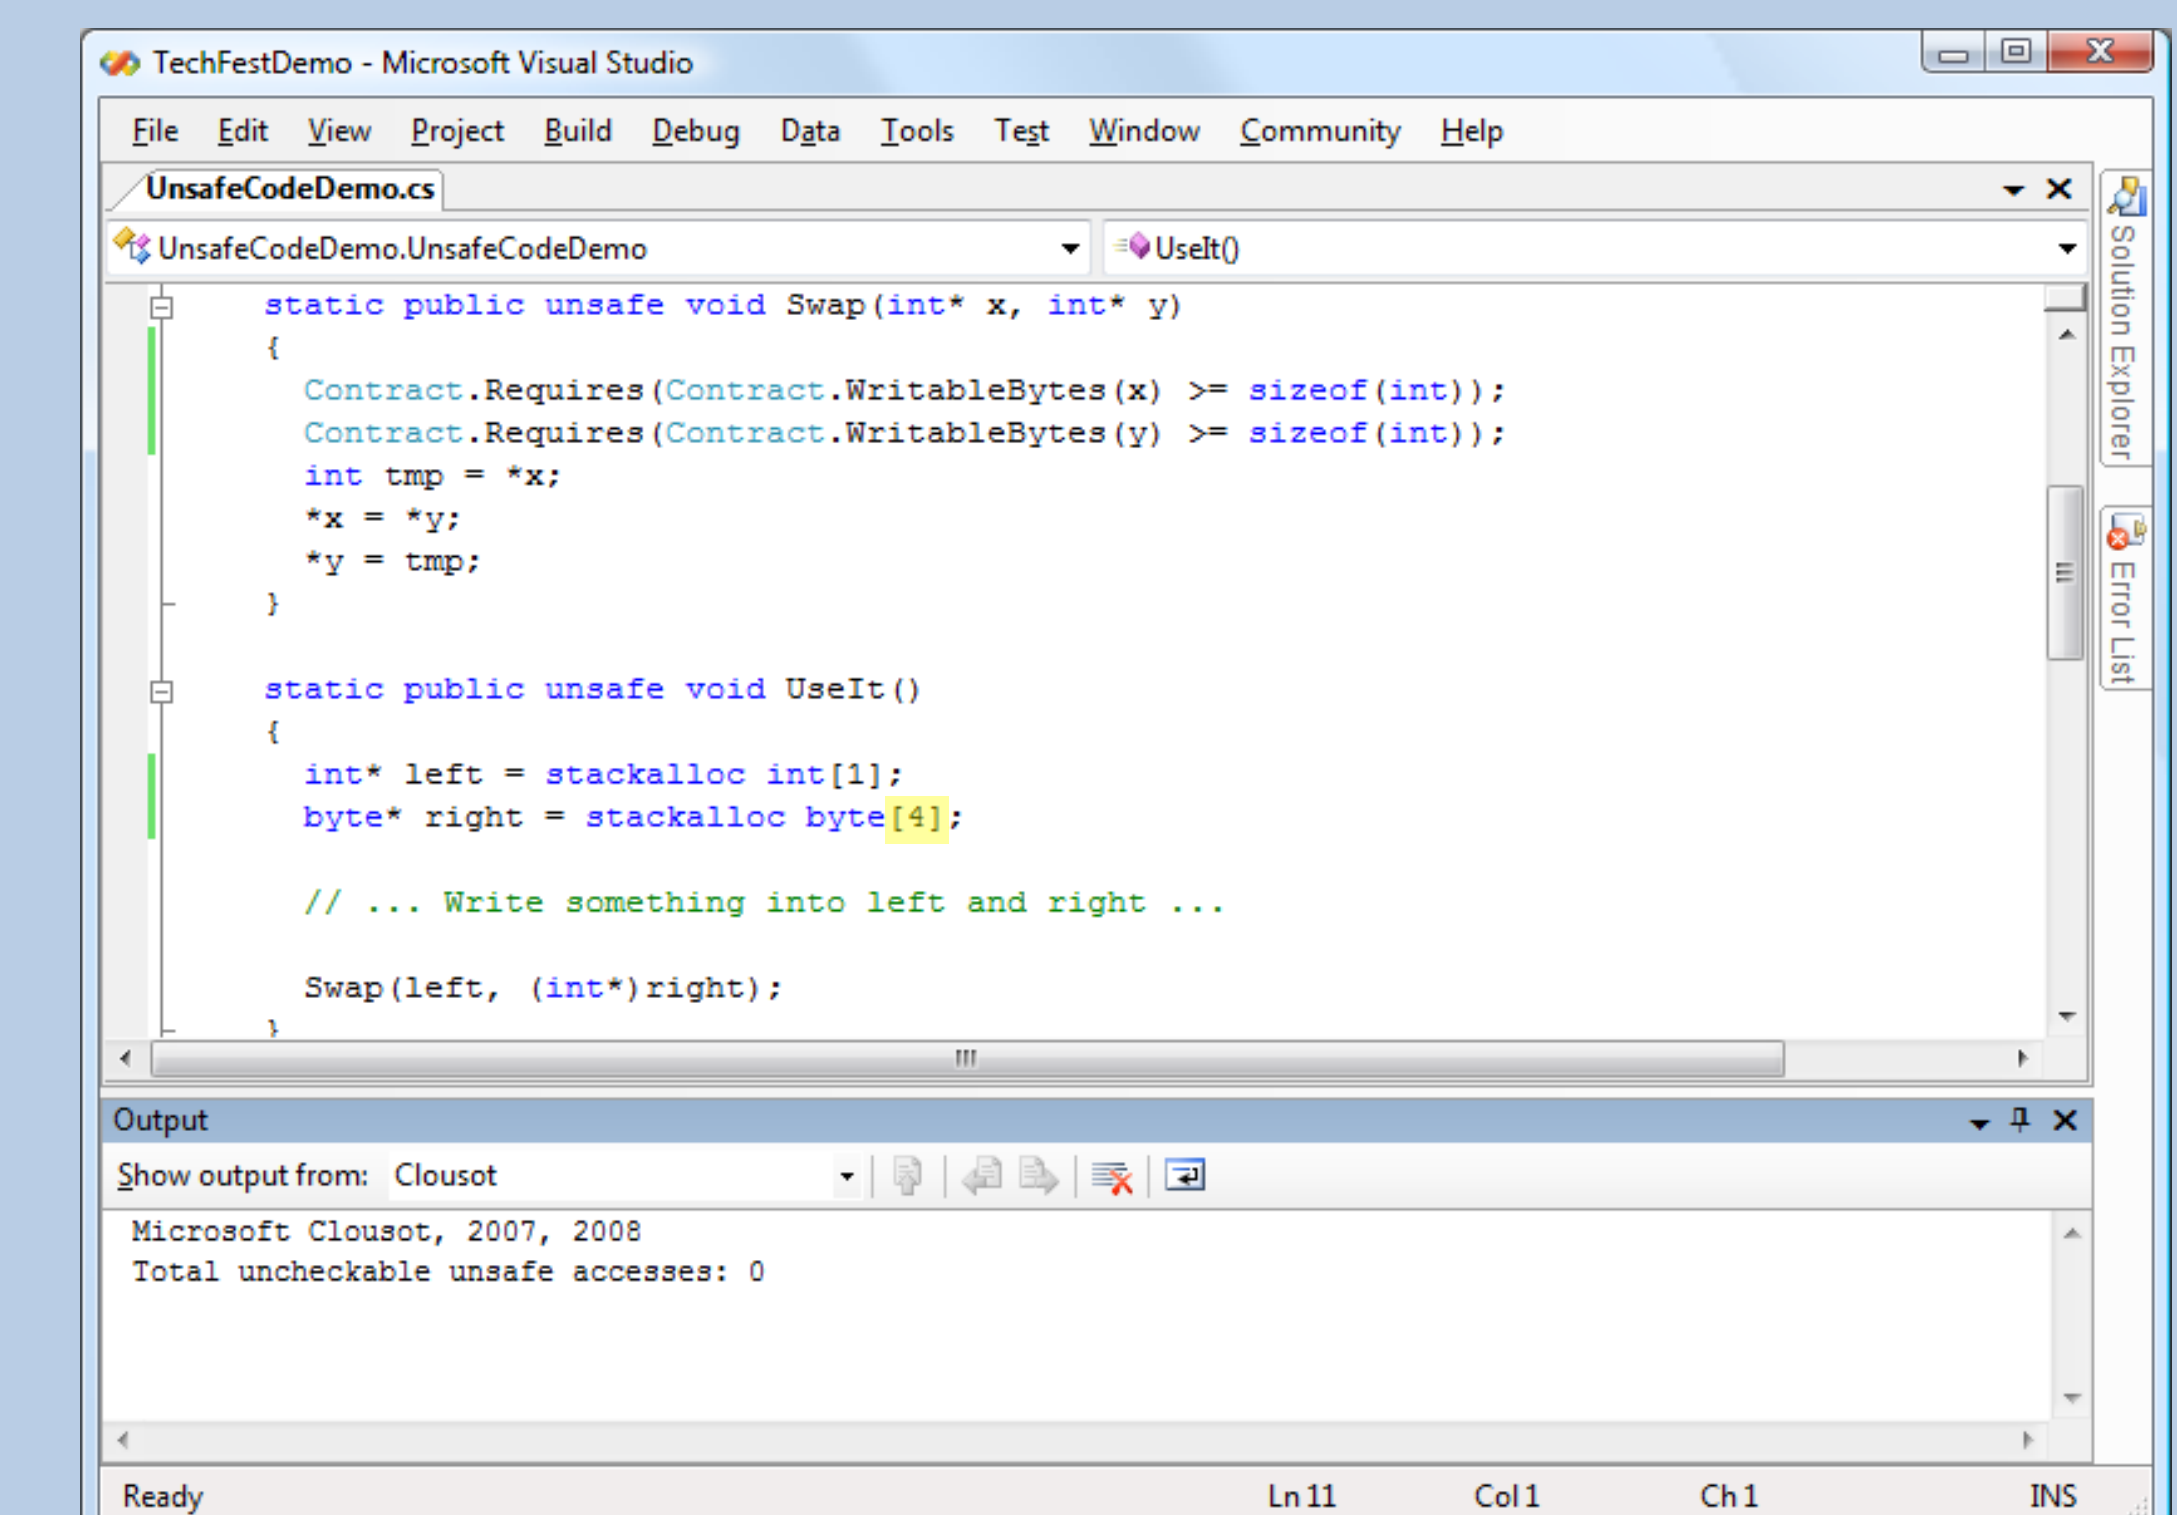 TechFestDemo - Microsoft Visual Studio
File Edit View Project Build Debug Data Tools Test Window Community Help
UnsafeCodeDemo.cs
UnsafeCodeDemo.UnsafeCodeDemo UseIt()
static public unsafe void Swap(int* x, int* y)
{
Contract.Requires(Contract.WritableBytes(x) >= sizeof(int));
Contract.Requires(Contract.WritableBytes(y) >= sizeof(int));
int tmp = *x;
*x = *y;
*y = tmp;
}
static public unsafe void UseIt()
{
int* left = stackalloc int[1];
byte* right = stackalloc byte[4];
// ... Write something into left and right ...
Swap(left, (int*)right);
}
Solution Explorer
Error List
Output
Show output from: Clousot
Microsoft Clousot, 2007, 2008
Total uncheckable unsafe accesses: 0
Ready Ln 11 Col 1 Ch 1 INS